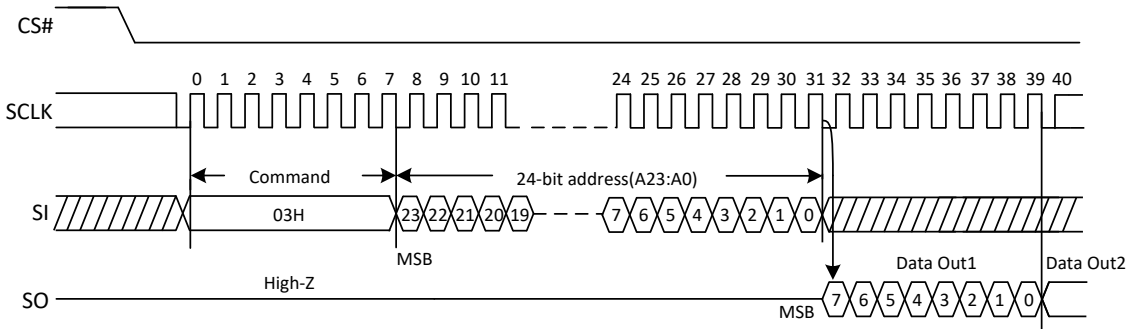 CS#
0 1 2 3 4 5 6 7 8 9 10 11 24 25 26 27 28 29 30 31 32 33 34 35 36 37 38 39 40
SCLK
Command 24-bit address(A23:A0)
SI 03H 23 22 21 20 19 7 6 5 4 3 2 1 0
MSB
High-Z Data Out1 Data Out2
SO 7 6 5 4 3 2 1 0
MSB